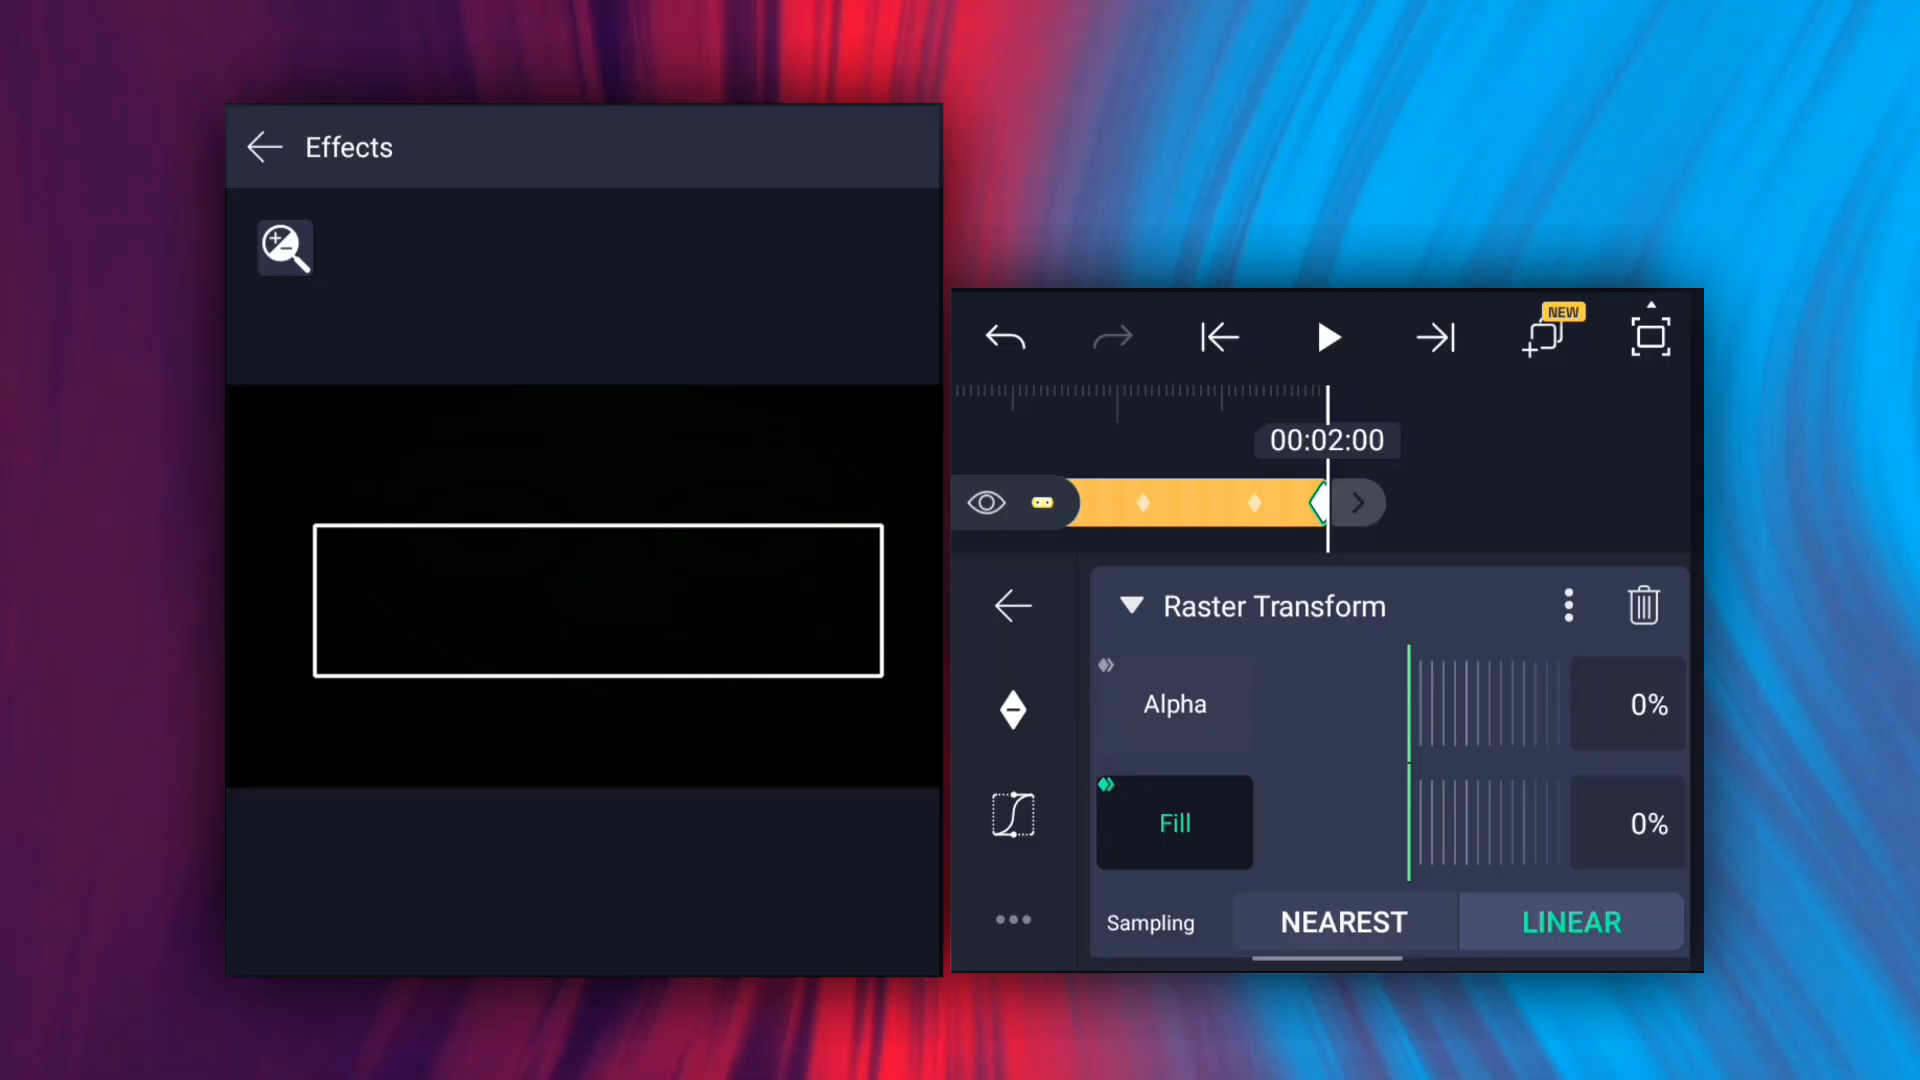 Effects
NEW
00:02:00
Raster Transform
Alpha
0%
Fill
0%
Sampling
NEAREST
LINEAR